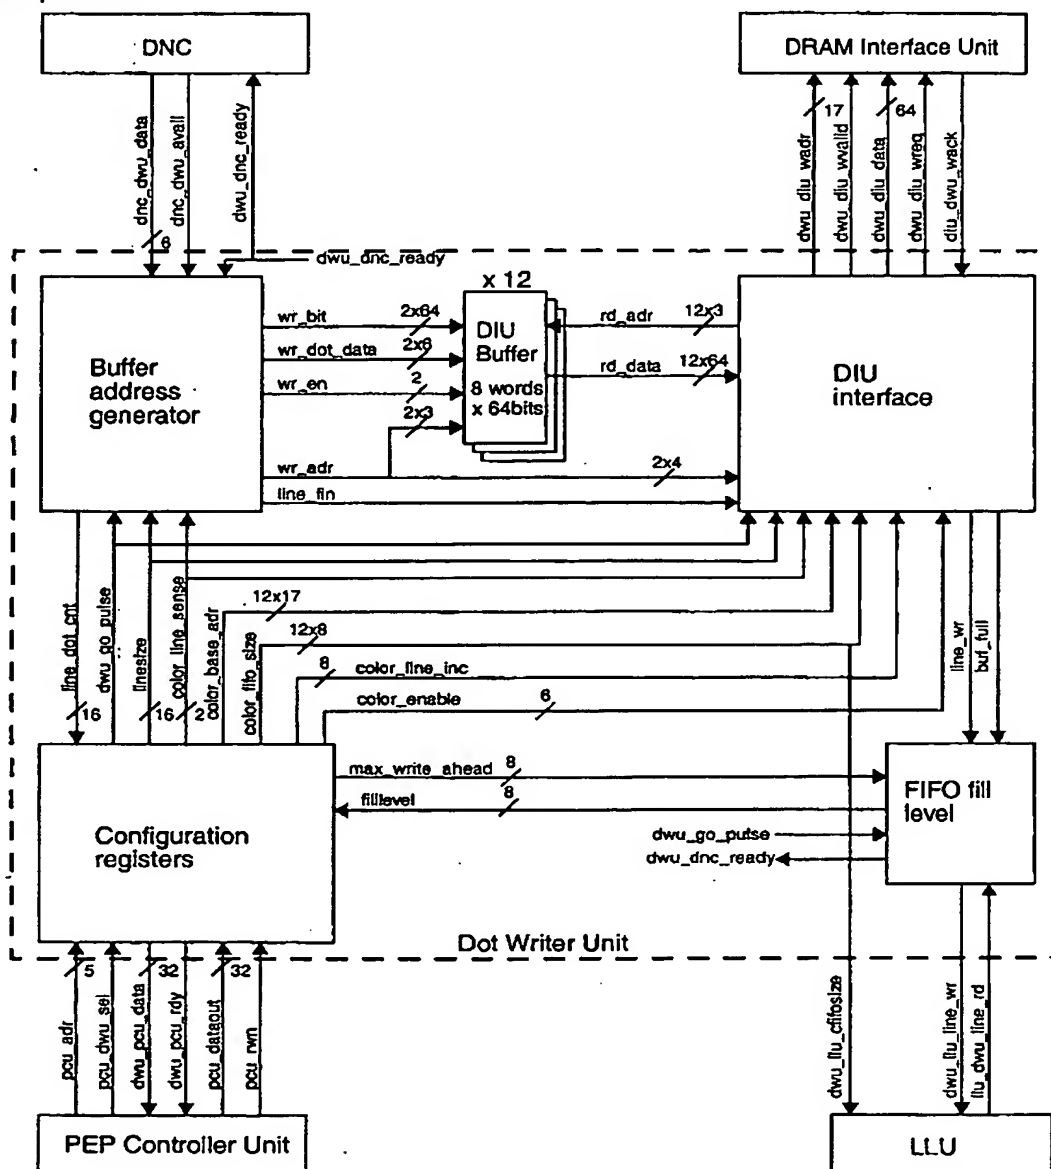 DNC
DRAM Interface Unit
dnc_dwu_data
dnc_dwu_avail
dwu_dnc_ready
6
dwu_diu_wadr
17
dwu_diu_wvalid
dwu_diu_data
64
dwu_diu_wreq
diu_dwu_wack
dwu_dnc_ready
x 12
Buffer
address
generator
wr_bit
2x64
wr_dot_data
2x6
wr_en
2
2x3
wr_adr
2x4
line_fin
DIU
Buffer
8 words
x 64bits
rd_adr
12x3
rd_data
12x64
DIU
interface
line_dot_cnt
16
dwu_go_pulse
linesize
16
color_line_sense
2
color_base_adr
12x17
color_fifo_size
12x8
8
color_line_inc
color_enable
6
line_wr
buf_full
Configuration
registers
max_write_ahead
8
filllevel
8
dwu_go_pulse
dwu_dnc_ready
FIFO fill
level
Dot Writer Unit
pcu_adr
5
pcu_dwu_sel
dwu_pcu_data
32
dwu_pcu_rdy
pcu_dataout
32
pcu_rwn
dwu_llu_cfifosize
dwu_llu_line_wr
llu_dwu_line_rd
PEP Controller Unit
LLU